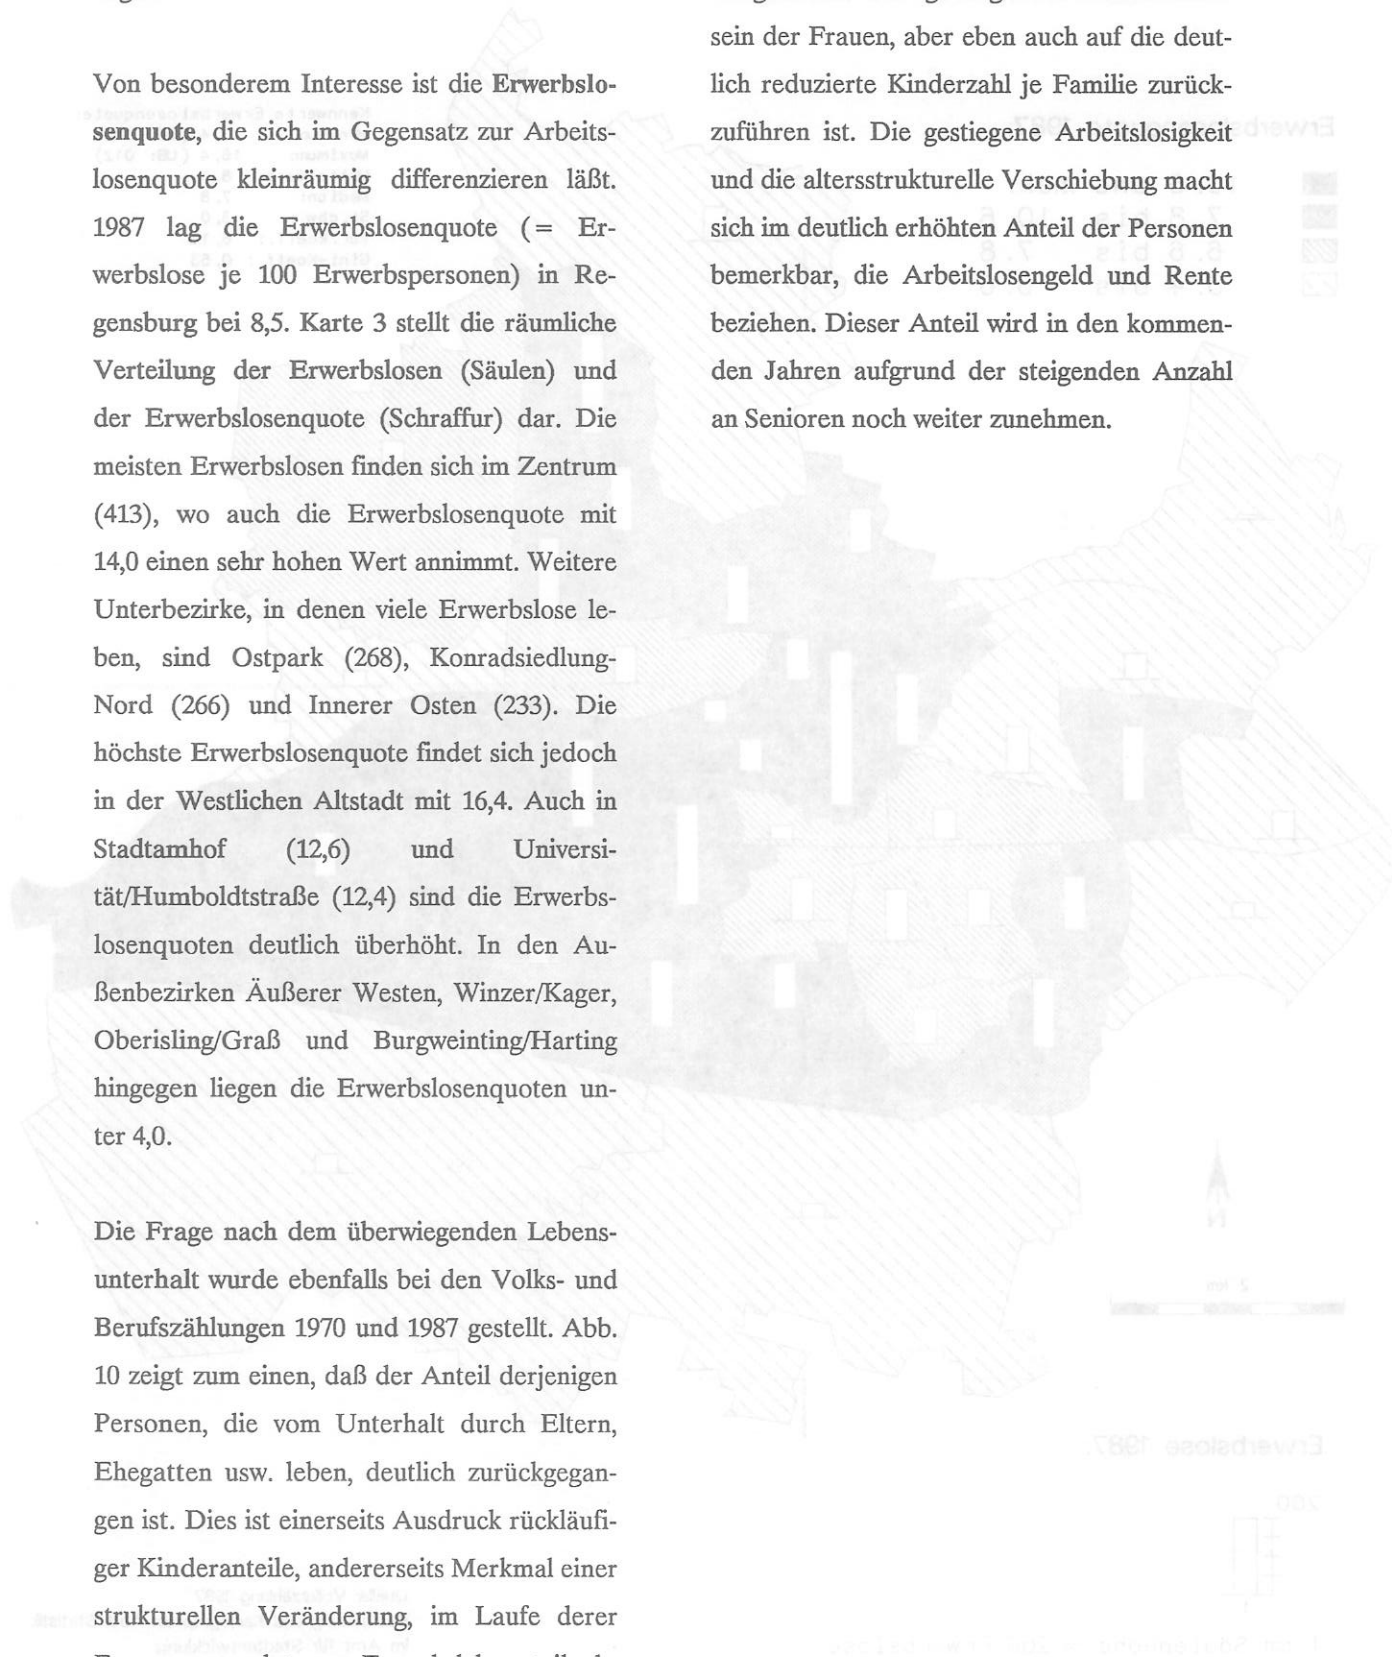 Von besonderem Interesse ist die Erwerbslo-
senquote, die sich im Gegensatz zur Arbeits-
losenquote kleinräumig differenzieren läßt.
1987 lag die Erwerbslosenquote (= Er-
werbslose je 100 Erwerbspersonen) in Re-
gensburg bei 8,5. Karte 3 stellt die räumliche
Verteilung der Erwerbslosen (Säulen) und
der Erwerbslosenquote (Schraffur) dar. Die
meisten Erwerbslosen finden sich im Zentrum
(413), wo auch die Erwerbslosenquote mit
14,0 einen sehr hohen Wert annimmt. Weitere
Unterbezirke, in denen viele Erwerbslose le-
ben, sind Ostpark (268), Konradsiedlung-
Nord (266) und Innerer Osten (233). Die
höchste Erwerbslosenquote findet sich jedoch
in der Westlichen Altstadt mit 16,4. Auch in
Stadtamhof (12,6) und Universi-
tät/Humboldtstraße (12,4) sind die Erwerbs-
losenquoten deutlich überhöht. In den Au-
ßenbezirken Äußerer Westen, Winzer/Kager,
Oberisling/Graß und Burgweinting/Harting
hingegen liegen die Erwerbslosenquoten un-
ter 4,0.
Die Frage nach dem überwiegenden Lebens-
unterhalt wurde ebenfalls bei den Volks- und
Berufszählungen 1970 und 1987 gestellt. Abb.
10 zeigt zum einen, daß der Anteil derjenigen
Personen, die vom Unterhalt durch Eltern,
Ehegatten usw. leben, deutlich zurückgegan-
gen ist. Dies ist einerseits Ausdruck rückläufi-
ger Kinderanteile, andererseits Merkmal einer
strukturellen Veränderung, im Laufe derer
sein der Frauen, aber eben auch auf die deut-
lich reduzierte Kinderzahl je Familie zurück-
zuführen ist. Die gestiegene Arbeitslosigkeit
und die altersstrukturelle Verschiebung macht
sich im deutlich erhöhten Anteil der Personen
bemerkbar, die Arbeitslosengeld und Rente
beziehen. Dieser Anteil wird in den kommen-
den Jahren aufgrund der steigenden Anzahl
an Senioren noch weiter zunehmen.